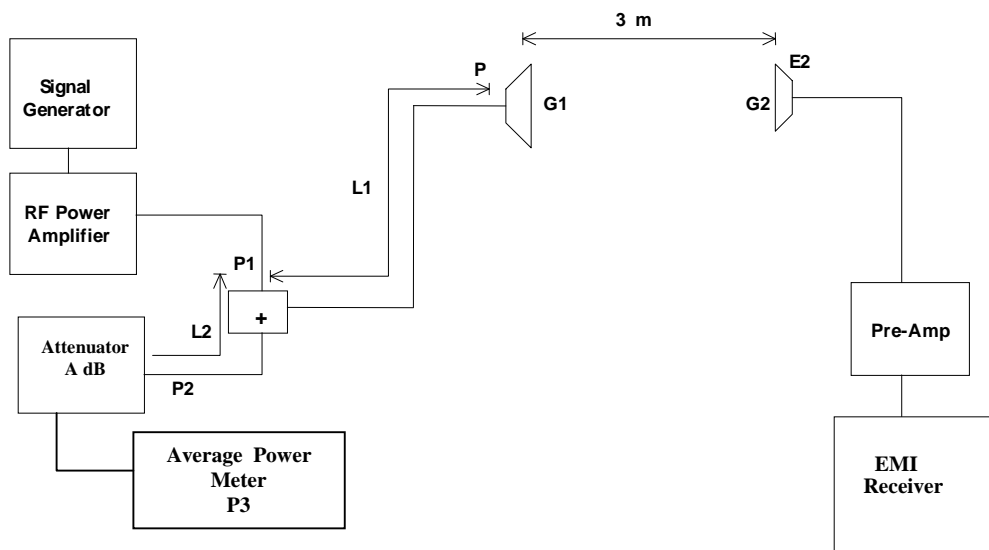 3 m
P
E2
Signal
Generator
G1
G2
L1
RF Power
Amplifier
P1
+
L2
Attenuator
A dB
P2
Pre-Amp
Average Power
Meter
P3
EMI
Receiver